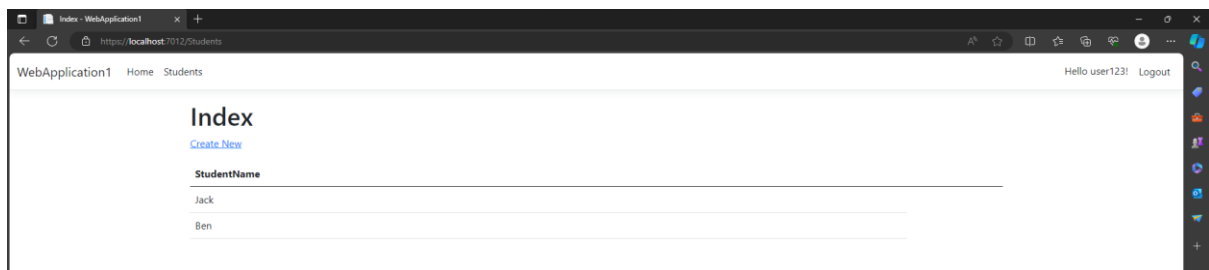 Index - WebApplication1
https://localhost:7012/Students
WebApplication1 Home Students Hello user123! Logout
Index
Create New
StudentName
Jack
Ben